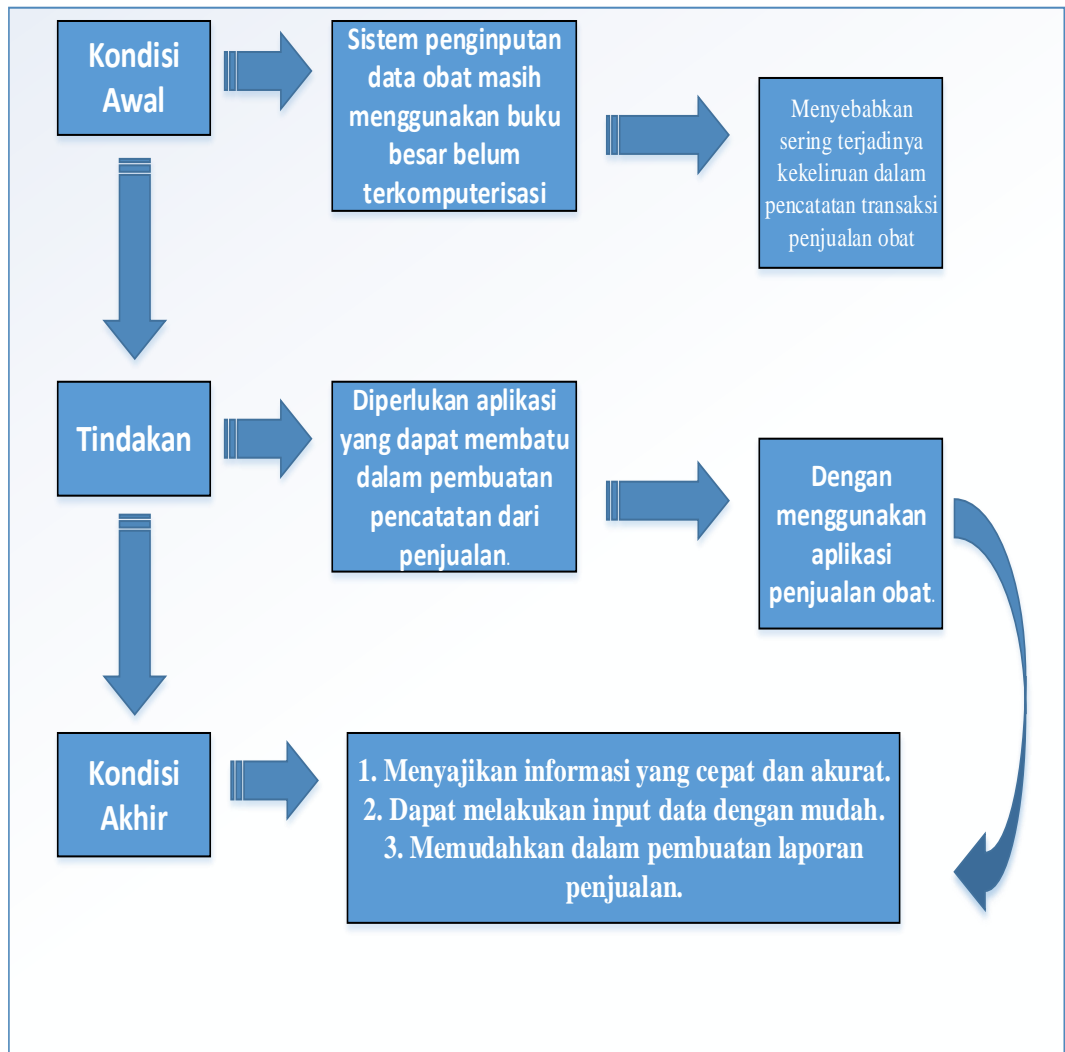 Kondisi
Awal
Sistem penginputan
data obat masih
menggunakan buku
besar belum
terkomputerisasi
Menyebabkan
sering terjadinya
kekeliruan dalam
pencatatan transaksi
penjualan obat
Tindakan
Diperlukan aplikasi
yang dapat membatu
dalam pembuatan
pencatatan dari
penjualan.
Dengan
menggunakan
aplikasi
penjualan obat.
Kondisi
Akhir
1. Menyajikan informasi yang cepat dan akurat.
2. Dapat melakukan input data dengan mudah.
3. Memudahkan dalam pembuatan laporan
penjualan.